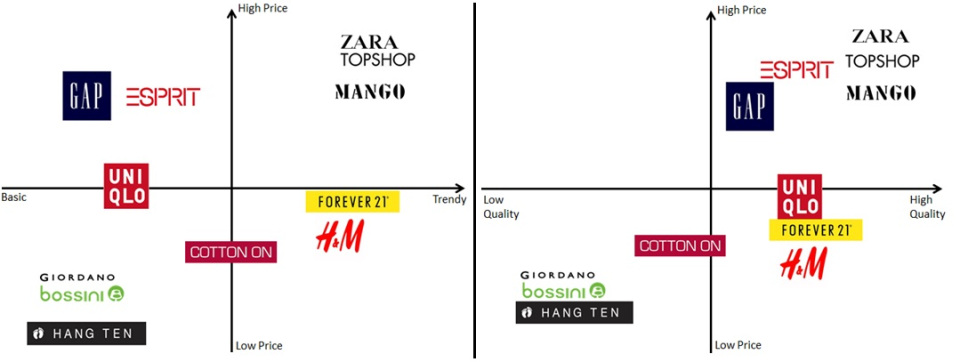 High Price
ZARA
TOPSHOP
MANGO
GAP
ESPRIT
UNI
QLO
Basic
Trendy
FOREVER 21
H&M
COTTON ON
GIORDANO
bossini
HANG TEN
Low Price
High Price
ZARA
TOPSHOP
MANGO
ESPRIT
GAP
UNI
QLO
Low
Quality
High
Quality
FOREVER 21
H&M
COTTON ON
GIORDANO
bossini
HANG TEN
Low Price